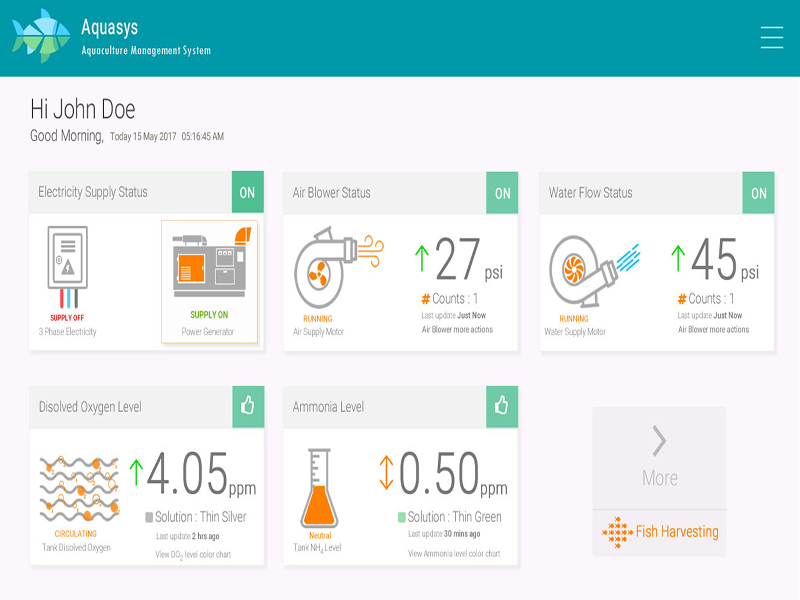 Aquasys
Aquaculture Management System
Hi John Doe
Good Morning, Today 15 May 2017 05:16:45 AM
Electricity Supply Status ON
SUPPLY OFF
3 Phase Electricity
SUPPLY ON
Power Generator
Air Blower Status ON
27 psi
# Counts : 1
Last update Just Now
Air Blower more actions
RUNNING
Air Supply Motor
Water Flow Status ON
45 psi
# Counts : 1
Last update Just Now
Air Blower more actions
RUNNING
Water Supply Motor
Disolved Oxygen Level
4.05 ppm
Solution : Thin Silver
Last update 2 hrs ago
View DO2 level color chart
CIRCULATING
Tank Disolved Oxygen
Ammonia Level
0.50 ppm
Solution : Thin Green
Last update 30 mins ago
View Ammonia level color chart
Neutral
Tank NH4 Level
More
Fish Harvesting